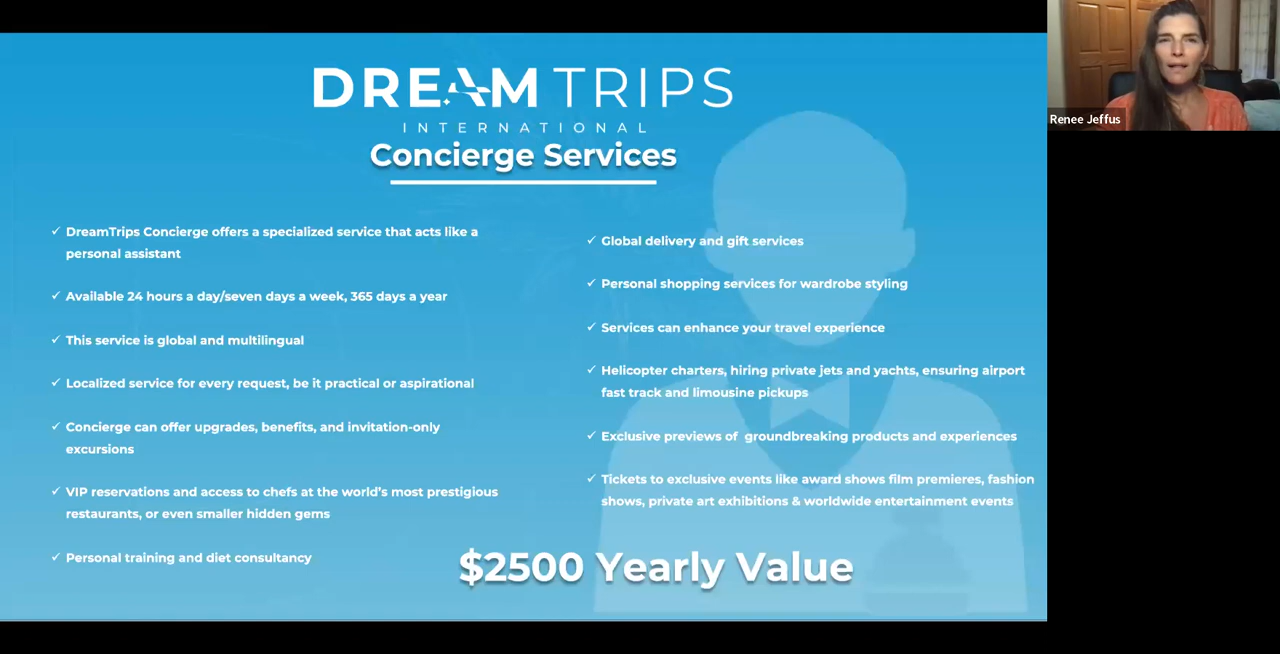 DREAM TRIPS
INTERNATIONAL
Concierge Services
✓ DreamTrips Concierge offers a specialized service that acts like a
personal assistant
✓ Available 24 hours a day/seven days a week, 365 days a year
✓ This service is global and multilingual
✓ Localized service for every request, be it practical or aspirational
✓ Concierge can offer upgrades, benefits, and invitation-only
excursions
✓ VIP reservations and access to chefs at the world's most prestigious
restaurants, or even smaller hidden gems
✓ Personal training and diet consultancy
✓ Global delivery and gift services
✓ Personal shopping services for wardrobe styling
✓ Services can enhance your travel experience
✓ Helicopter charters, hiring private jets and yachts, ensuring airport
fast track and limousine pickups
✓ Exclusive previews of groundbreaking products and experiences
✓ Tickets to exclusive events like award shows film premieres, fashion
shows, private art exhibitions & worldwide entertainment events
$2500 Yearly Value
Renee Jeffus